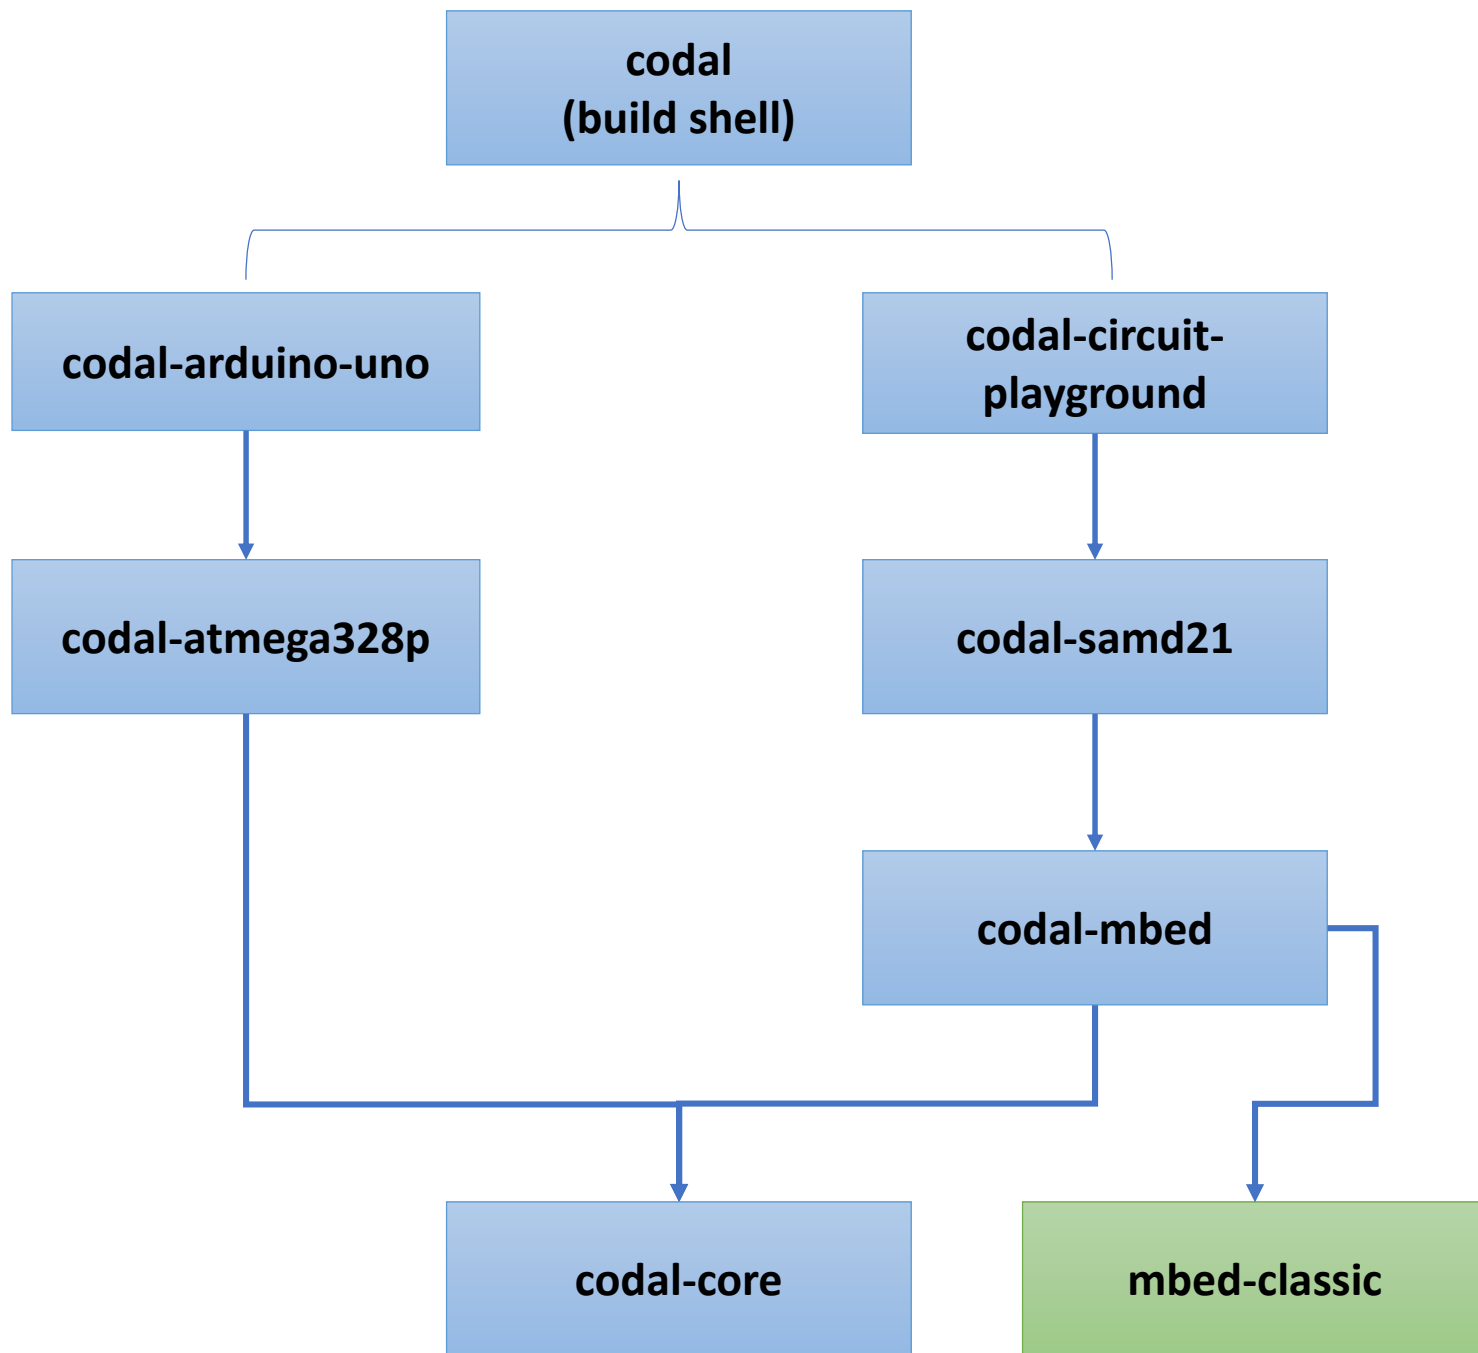 codal
(build shell)
codal-arduino-uno
codal-circuit-
playground
codal-atmega328p
codal-samd21
codal-mbed
codal-core
mbed-classic